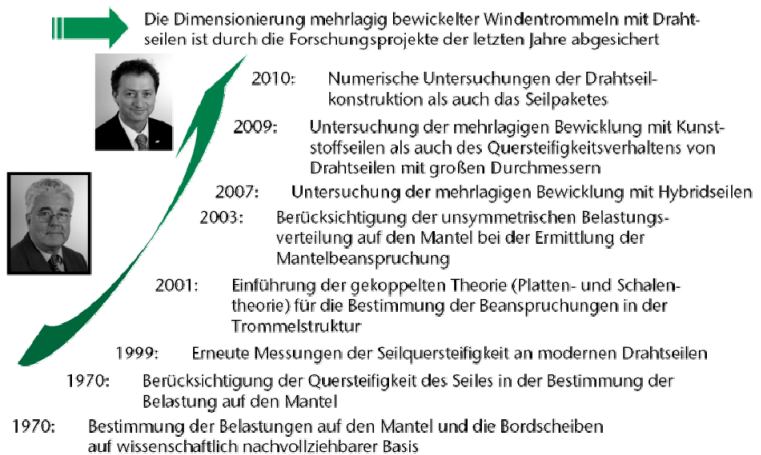 Die Dimensionierung mehrlagig bewickelter Windentrommeln mit Draht-
seilen ist durch die Forschungsprojekte der letzten Jahre abgesichert
2010: Numerische Untersuchungen der Drahtseil-
konstruktion als auch das Seilpaketes
2009: Untersuchung der mehrlagigen Bewicklung mit Kunst-
stoffseilen als auch des Quersteifigkeitsverhaltens von
Drahtseilen mit großen Durchmessern
2007: Untersuchung der mehrlagigen Bewicklung mit Hybridseilen
2003: Berücksichtigung der unsymmetrischen Belastungs-
verteilung auf den Mantel bei der Ermittlung der
Mantelbeanspruchung
2001: Einführung der gekoppelten Theorie (Platten- und Schalen-
theorie) für die Bestimmung der Beanspruchungen in der
Trommelstruktur
1999: Erneute Messungen der Seilquersteifigkeit an modernen Drahtseilen
1970: Berücksichtigung der Quersteifigkeit des Seiles in der Bestimmung der
Belastung auf den Mantel
1970: Bestimmung der Belastungen auf den Mantel und die Bordscheiben
auf wissenschaftlich nachvollziehbarer Basis